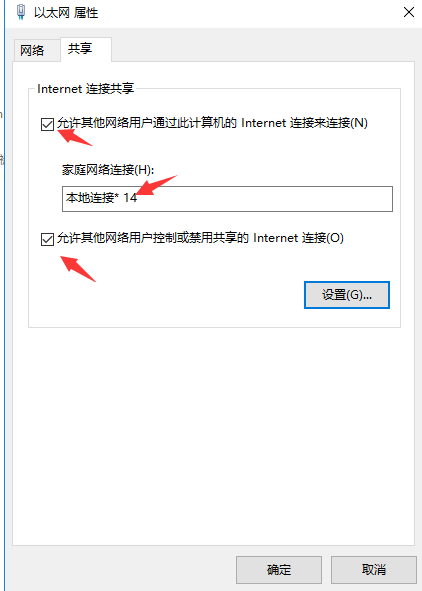 以太网 属性
网络
共享
Internet 连接共享
允许其他网络用户通过此计算机的 Internet 连接来连接(N)
家庭网络连接(H):
本地连接* 14
允许其他网络用户控制或禁用共享的 Internet 连接(O)
设置(G)...
确定
取消